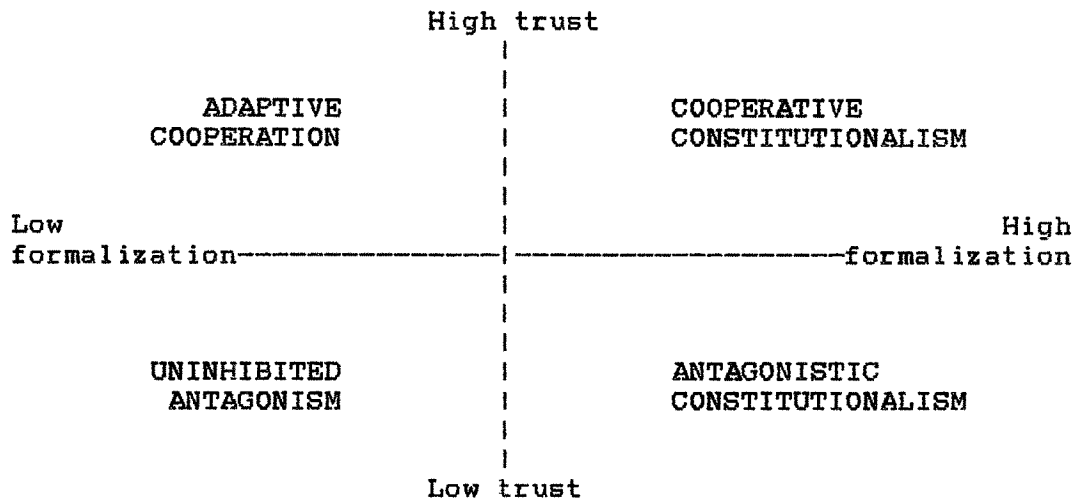 High trust
ADAPTIVE COOPERATIVE
COOPERATION CONSTITUTIONALISM
Low High
formalization formalization
UNINHIBITED ANTAGONISTIC
ANTAGONISM CONSTITUTIONALISM
Low trust